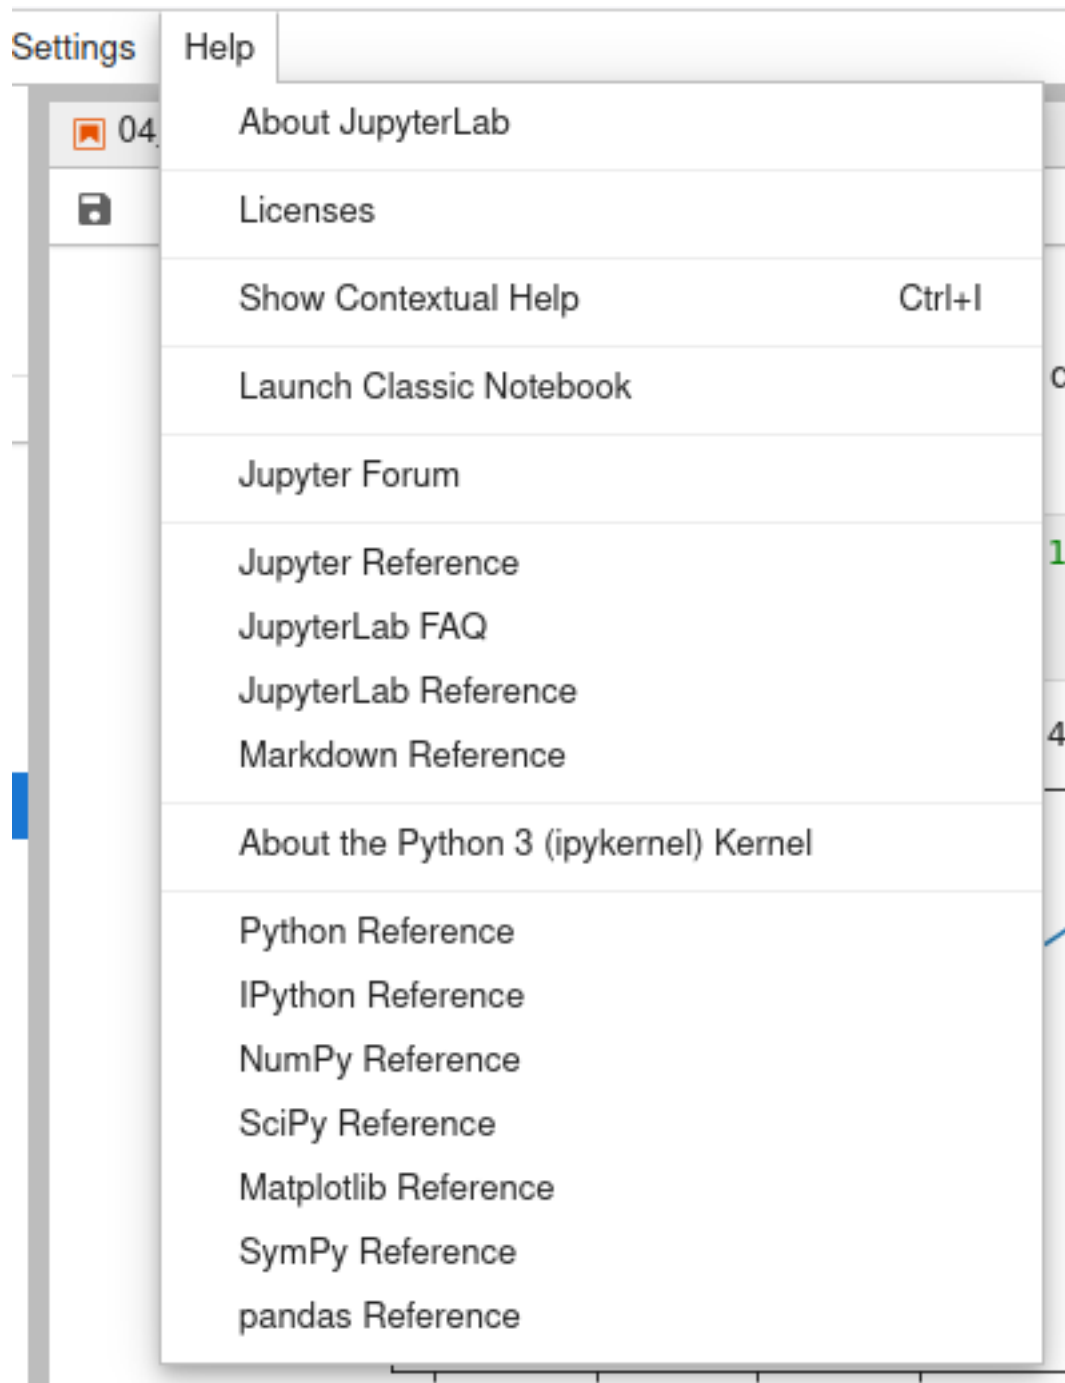 Settings Help
04
About JupyterLab
Licenses
Show Contextual Help Ctrl+I
Launch Classic Notebook
Jupyter Forum
Jupyter Reference
JupyterLab FAQ
JupyterLab Reference
Markdown Reference
About the Python 3 (ipykernel) Kernel
Python Reference
IPython Reference
NumPy Reference
SciPy Reference
Matplotlib Reference
SymPy Reference
pandas Reference
1
4